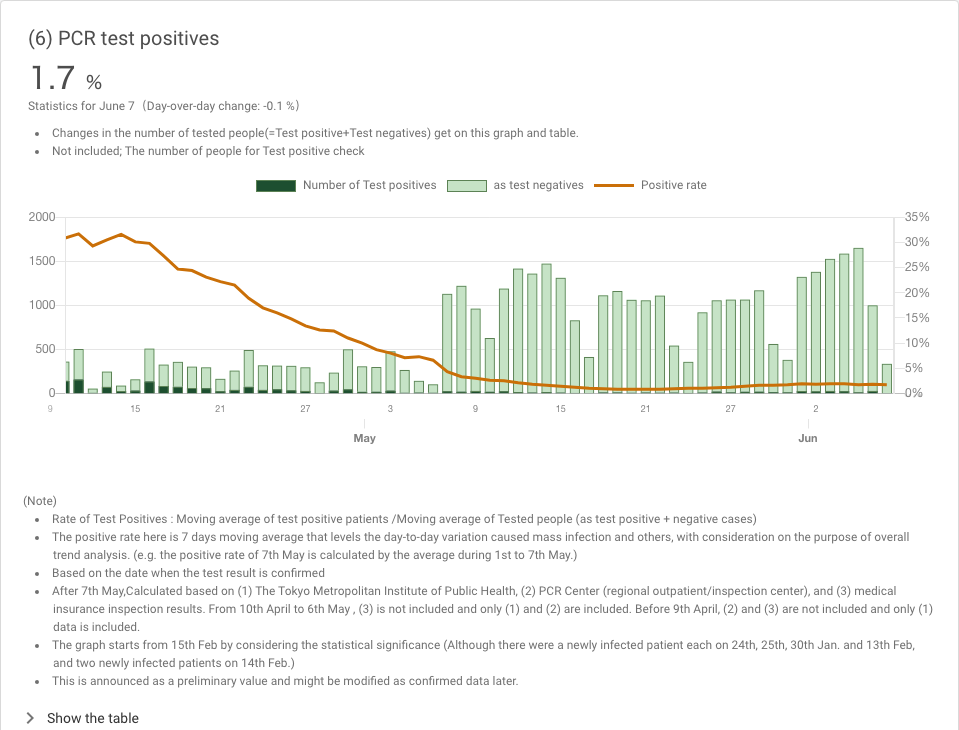 (6) PCR test positives
1.7 %
Statistics for June 7 (Day-over-day change: -0.1 %)
Changes in the number of tested people(=Test positive+Test negatives) get on this graph and table.
Not included; The number of people for Test positive check
Number of Test positives as test negatives Positive rate
2000 35%
30%
1500
25%
20%
1000
15%
10%
500
5%
0 0%
9 15 21 27 3 9 15 21 27 2
May Jun
(Note)
Rate of Test Positives : Moving average of test positive patients /Moving average of Tested people (as test positive + negative cases)
The positive rate here is 7 days moving average that levels the day-to-day variation caused mass infection and others, with consideration on the purpose of overall
trend analysis. (e.g. the positive rate of 7th May is calculated by the average during 1st to 7th May.)
Based on the date when the test result is confirmed
After 7th May,Calculated based on (1) The Tokyo Metropolitan Institute of Public Health, (2) PCR Center (regional outpatient/inspection center), and (3) medical
insurance inspection results. From 10th April to 6th May , (3) is not included and only (1) and (2) are included. Before 9th April, (2) and (3) are not included and only (1)
data is included.
The graph starts from 15th Feb by considering the statistical significance (Although there were a newly infected patient each on 24th, 25th, 30th Jan. and 13th Feb,
and two newly infected patients on 14th Feb.)
This is announced as a preliminary value and might be modified as confirmed data later.
Show the table